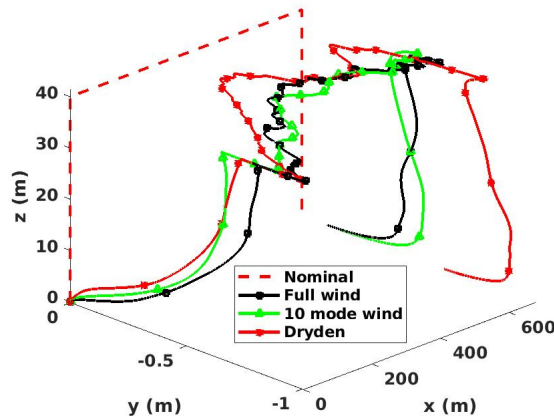 40
30
20
10
0
z (m)
0
-0.5
-1
y (m)
0
200
400
600
x (m)
Nominal
Full wind
10 mode wind
Dryden